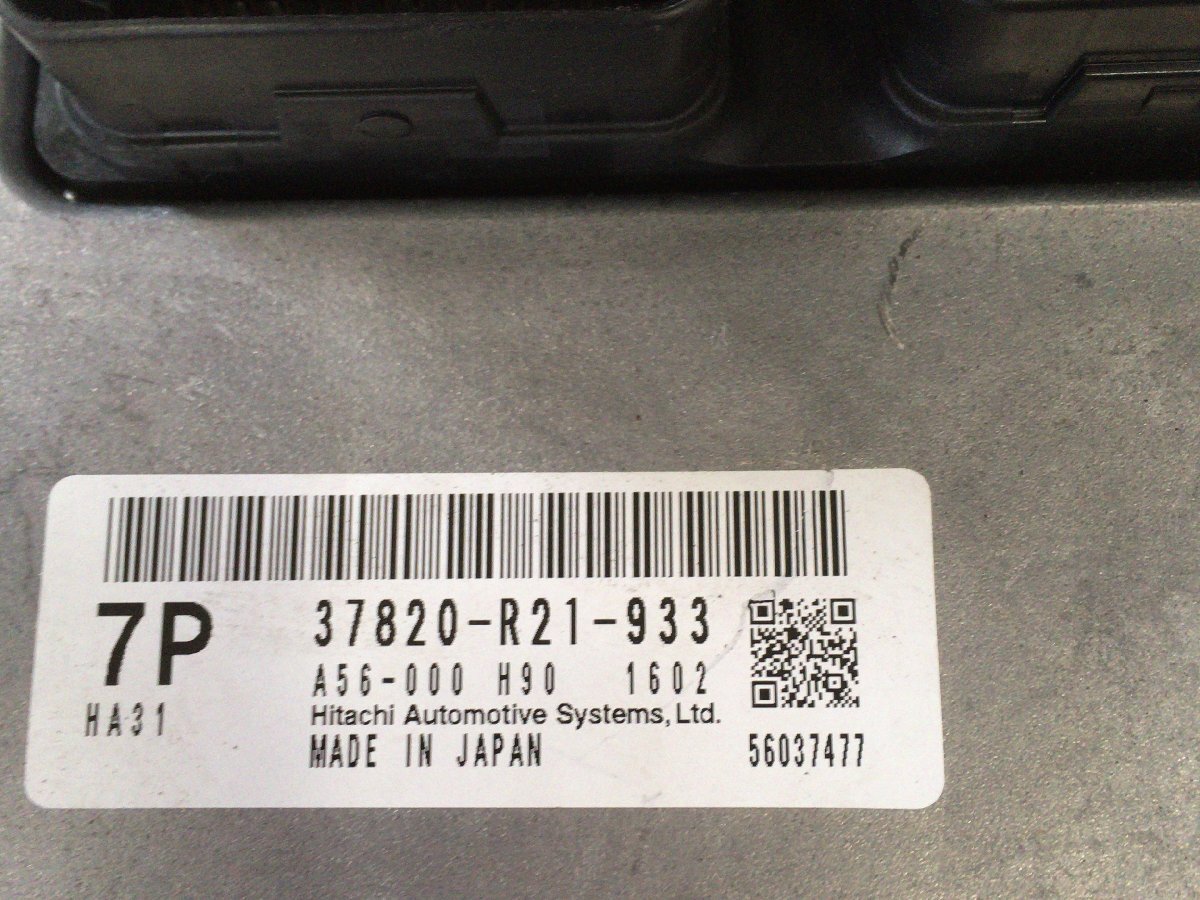 7P 37820-R21-933
A56-000 H90 1602
HA31 Hitachi Automotive Systems, Ltd.
MADE IN JAPAN 56037477